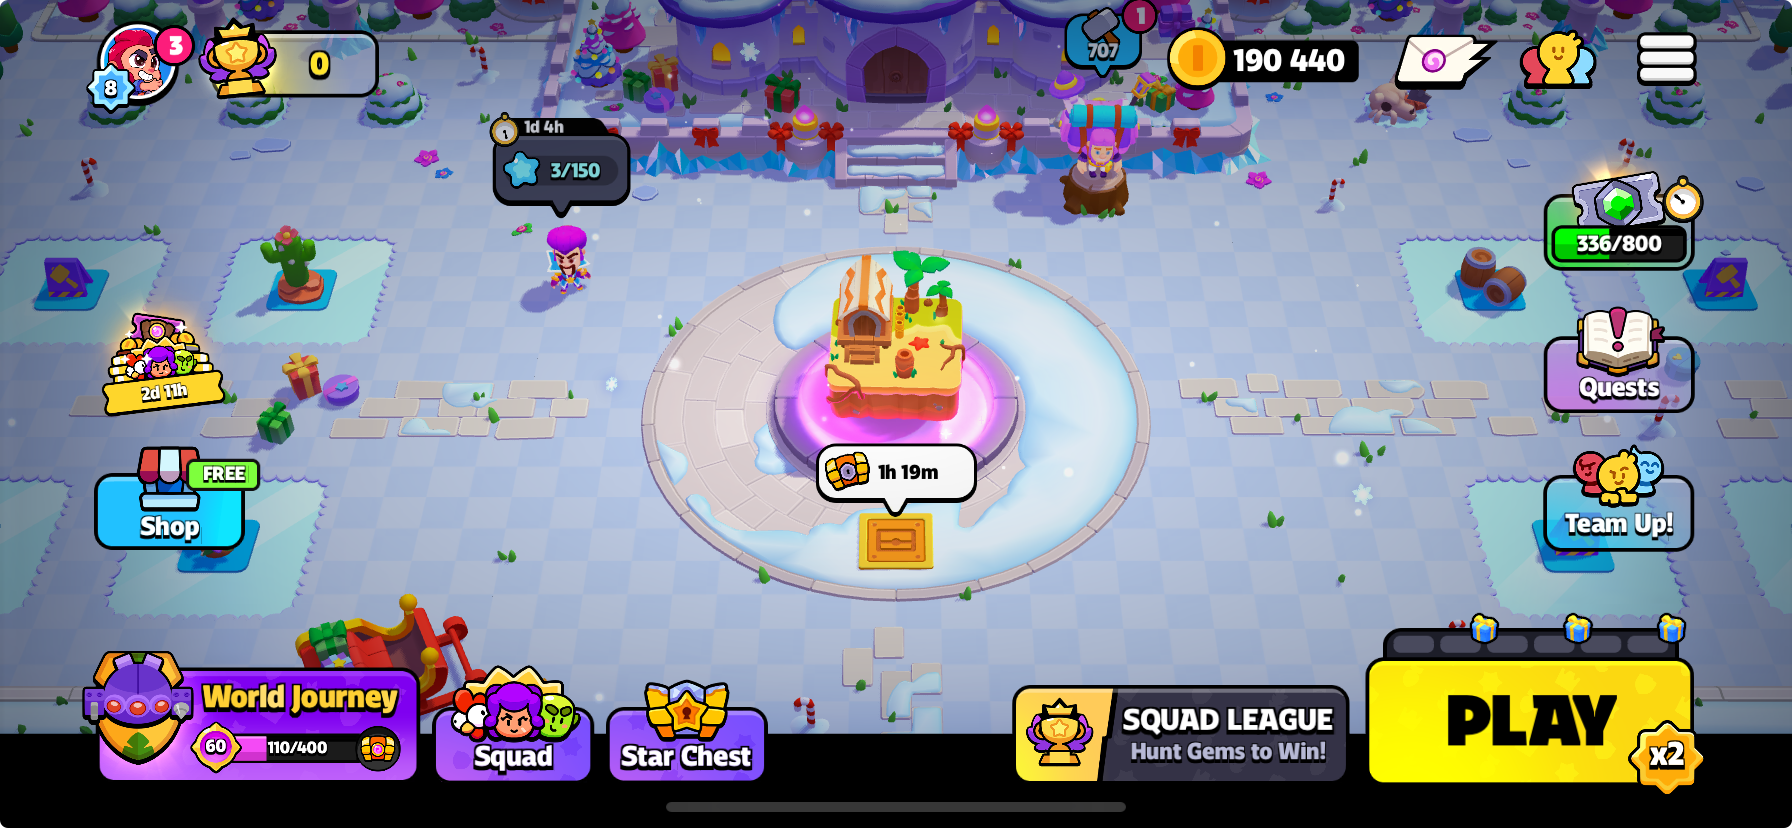 3
8
0
1
707
190 440
1d 4h
3/150
336/800
2d 11h
Quests
FREE
Shop
1h 19m
Team Up!
World Journey
60
110/400
Squad
Star Chest
SQUAD LEAGUE
Hunt Gems to Win!
PLAY
x2